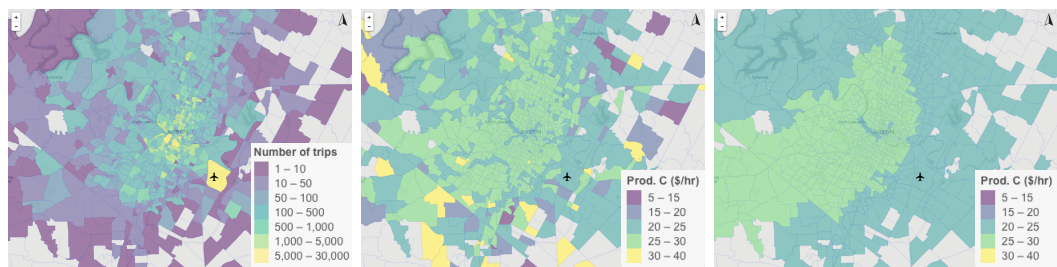 Number of trips
1 – 10
10 – 50
50 – 100
100 – 500
500 – 1,000
1,000 – 5,000
5,000 – 30,000
Prod. C ($/hr)
5 – 15
15 – 20
20 – 25
25 – 30
30 – 40
Prod. C ($/hr)
5 – 15
15 – 20
20 – 25
25 – 30
30 – 40